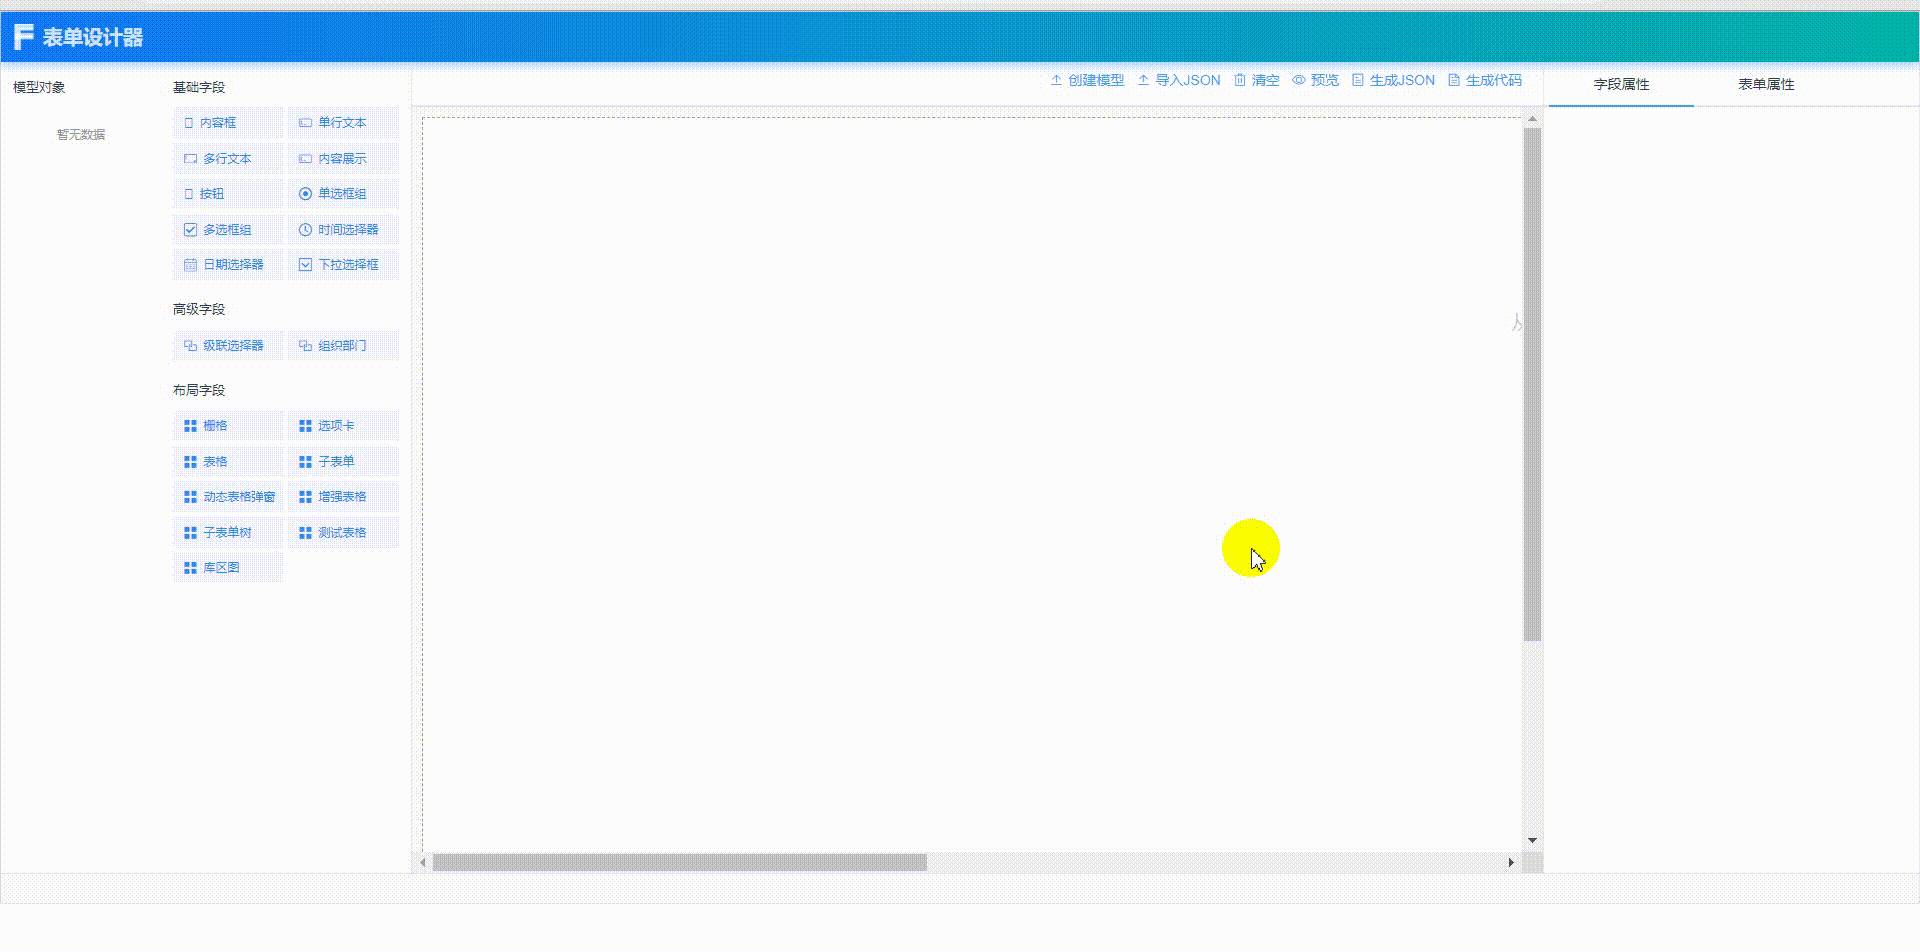 F 表单设计器
创建模型 导入JSON 清空 预览 生成JSON 生成代码
模型对象
暂无数据
基础字段
内容框 单行文本
多行文本 内容展示
按钮 单选框组
多选框组 时间选择器
日期选择器 下拉选择框
高级字段
级联选择器 组织部门
布局字段
栅格 选项卡
表格 子表单
动态表格弹窗 增强表格
子表单树 测试表格
库区图
字段属性 表单属性